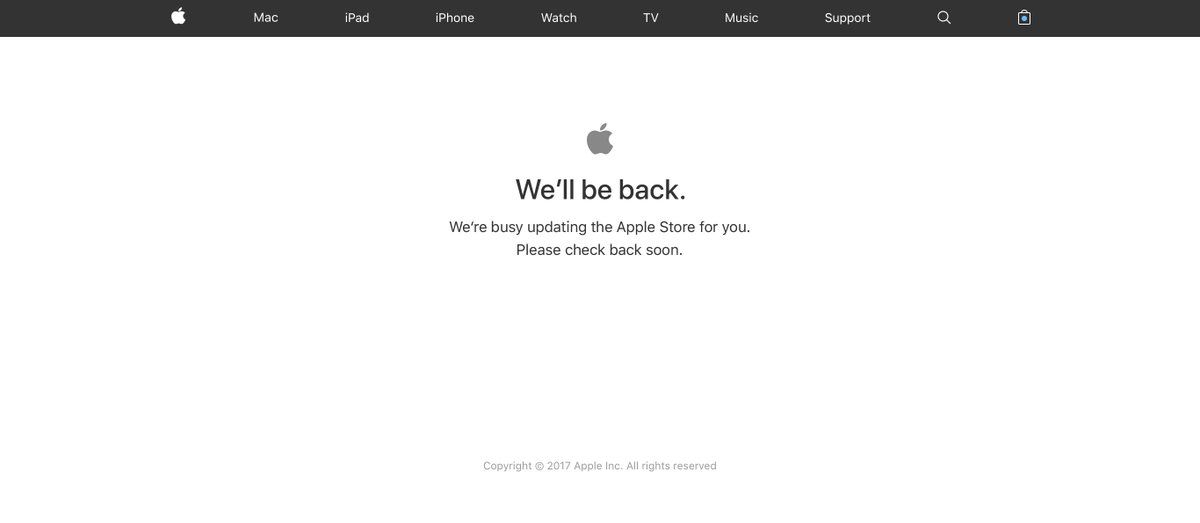 Mac iPad iPhone Watch TV Music Support
We’ll be back.
We’re busy updating the Apple Store for you.
Please check back soon.
Copyright © 2017 Apple Inc. All rights reserved